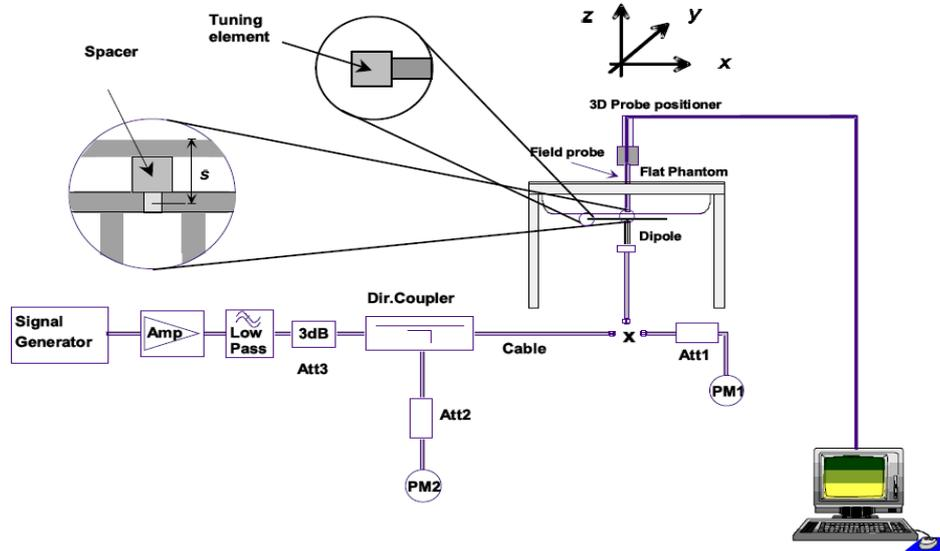 Tuning
element
z
y
x
Spacer
3D Probe positioner
Field probe
Flat Phantom
s
Dipole
Dir.Coupler
Signal
Generator
Amp
Low
Pass
3dB
Att3
Cable
x
Att1
PM1
Att2
PM2